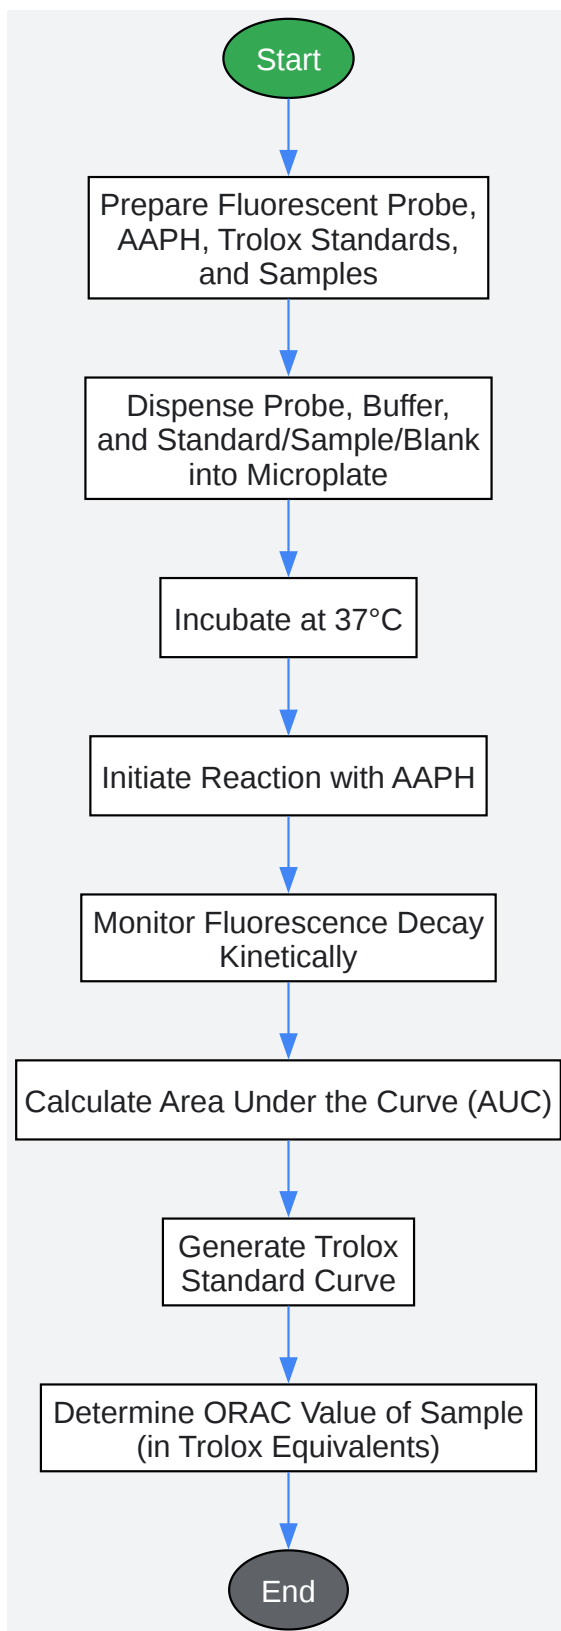 Start
Prepare Fluorescent Probe,
AAPH, Trolox Standards,
and Samples
Dispense Probe, Buffer,
and Standard/Sample/Blank
into Microplate
Incubate at 37°C
Initiate Reaction with AAPH
Monitor Fluorescence Decay
Kinetically
Calculate Area Under the Curve (AUC)
Generate Trolox
Standard Curve
Determine ORAC Value of Sample
(in Trolox Equivalents)
End